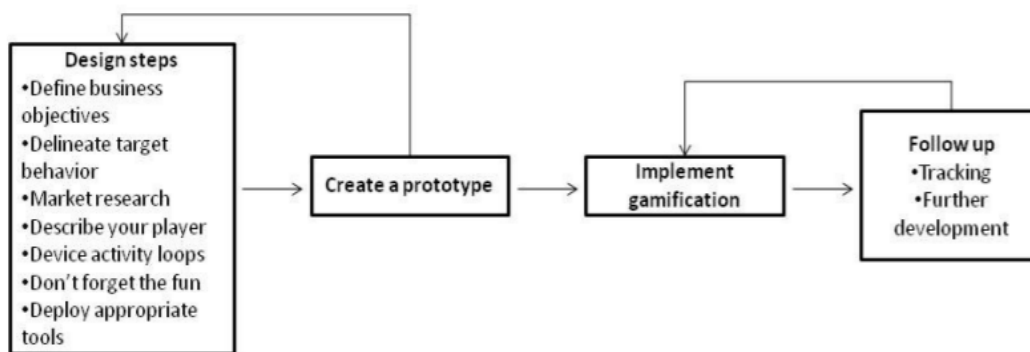 Design steps
•Define business
objectives
•Delineate target
behavior
•Market research
•Describe your player
•Device activity loops
•Don't forget the fun
•Deploy appropriate
tools
Create a prototype
Implement
gamification
Follow up
•Tracking
•Further
development